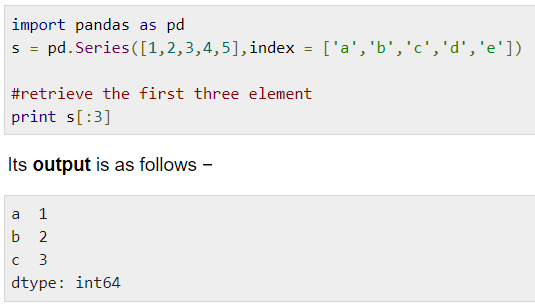 import pandas as pd
s = pd.Series([1,2,3,4,5],index = ['a','b','c','d','e'])
#retrieve the first three element
print s[:3]
Its output is as follows −
a  1
b  2
c  3
dtype: int64